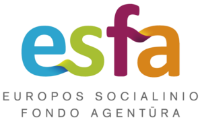 esfa
EUROPOS SOCIALINIO
FONDO AGENTŪRA